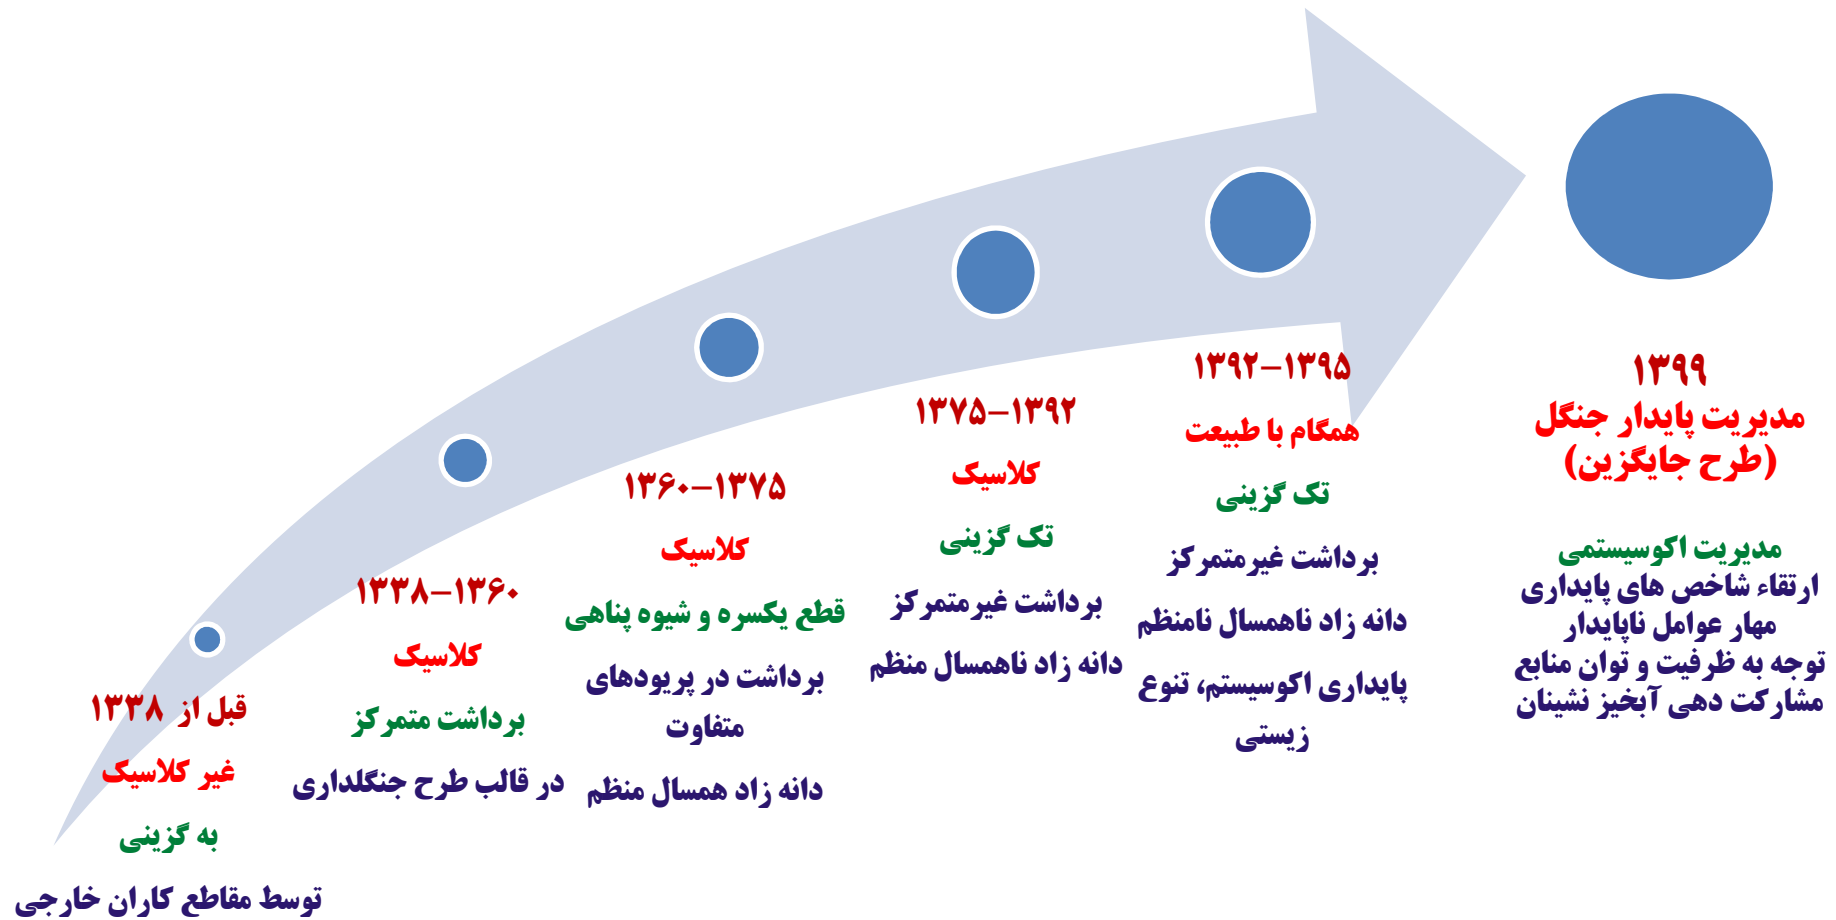 قبل از ۱۳۳۸
غیر کلاسیک
به گزینی
توسط مقاطع کاران خارجی
۱۳۳۸–۱۳۶۰
کلاسیک
برداشت متمرکز
در قالب طرح جنگلداری
۱۳۶۰–۱۳۷۵
کلاسیک
قطع یکسره و شیوه پناهی
برداشت در پریودهای
متفاوت
دانه زاد همسال منظم
۱۳۷۵–۱۳۹۲
کلاسیک
تک گزینی
برداشت غیرمتمرکز
دانه زاد ناهمسال منظم
۱۳۹۲–۱۳۹۵
همگام با طبیعت
تک گزینی
برداشت غیرمتمرکز
دانه زاد ناهمسال نامنظم
پایداری اکوسیستم، تنوع
زیستی
۱۳۹۹
مدیریت پایدار جنگل
(طرح جایگزین)
مدیریت اکوسیستمی
ارتقاء شاخص های پایداری
مهار عوامل ناپایدار
توجه به ظرفیت و توان منابع
مشارکت دهی آبخیز نشینان